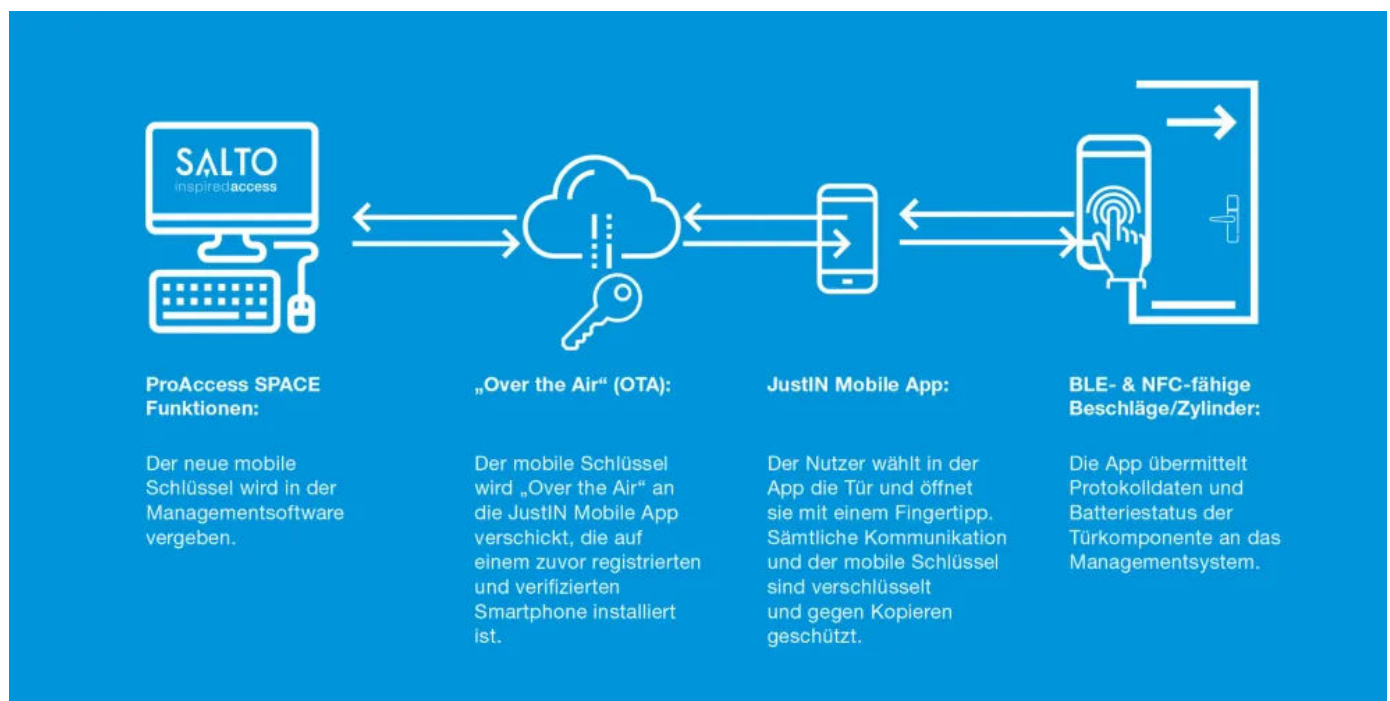 SALTO
inspiredaccess
ProAccess SPACE
Funktionen:
Der neue mobile
Schlüssel wird in der
Managementsoftware
vergeben.
„Over the Air“ (OTA):
Der mobile Schlüssel
wird „Over the Air“ an
die JustIN Mobile App
verschickt, die auf
einem zuvor registrierten
und verifizierten
Smartphone installiert
ist.
JustIN Mobile App:
Der Nutzer wählt in der
App die Tür und öffnet
sie mit einem Fingertipp.
Sämtliche Kommunikation
und der mobile Schlüssel
sind verschlüsselt
und gegen Kopieren
geschützt.
BLE- & NFC-fähige
Beschläge/Zylinder:
Die App übermittelt
Protokolldaten und
Batteriestatus der
Türkomponente an das
Managementsystem.